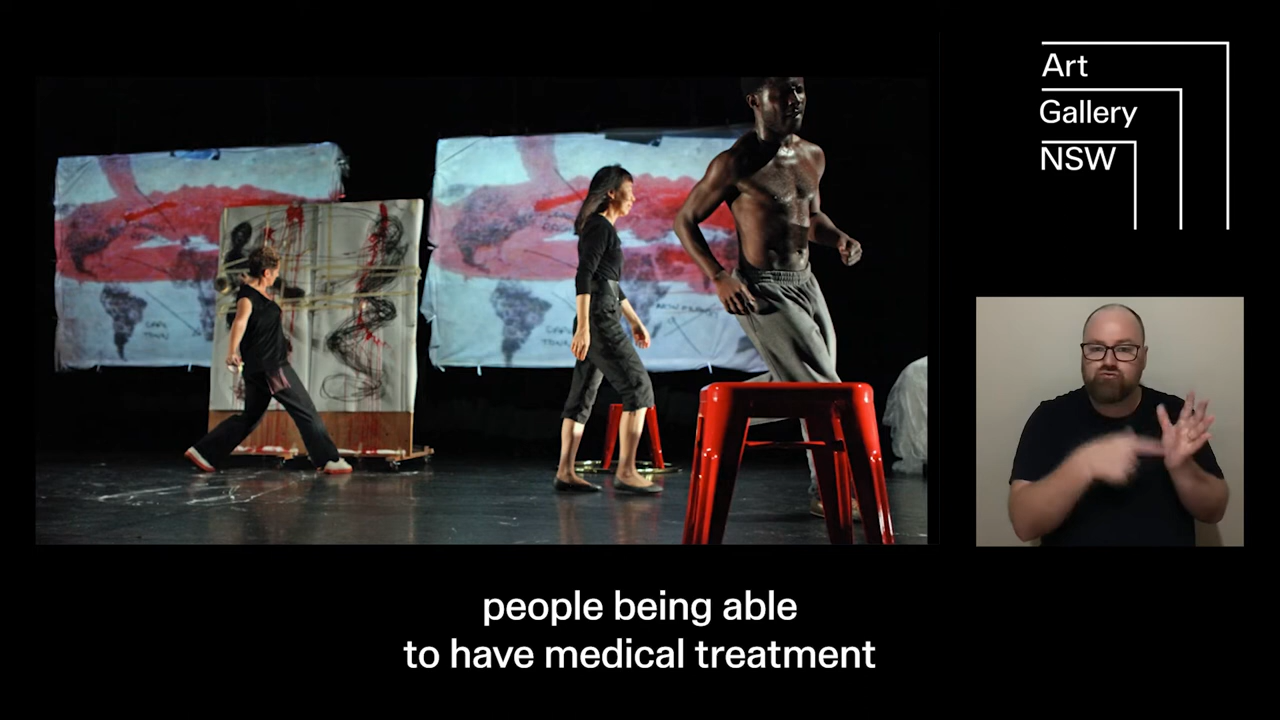 Art
Gallery
NSW
people being able
to have medical treatment